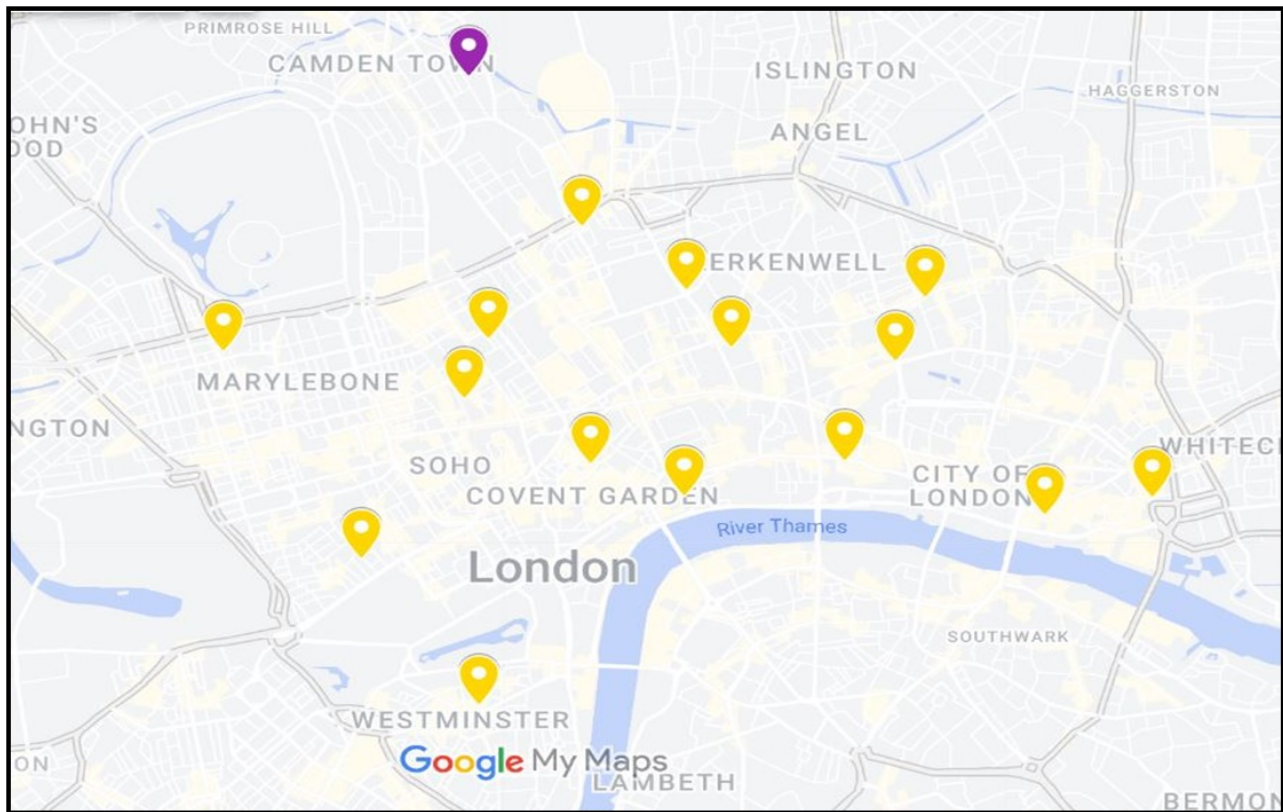 PRIMROSE HILL
CAMDEN TOWN
ISLINGTON
HAGGERSTON
OHN'S
OOD
ANGEL
ERKENWELL
MARYLEBONE
NGTON
SOHO
WHITEC
COVENT GARDEN
CITY OF
LONDON
River Thames
London
SOUTHWARK
WESTMINSTER
Google My Maps
LAMBETH
ON
BERMON